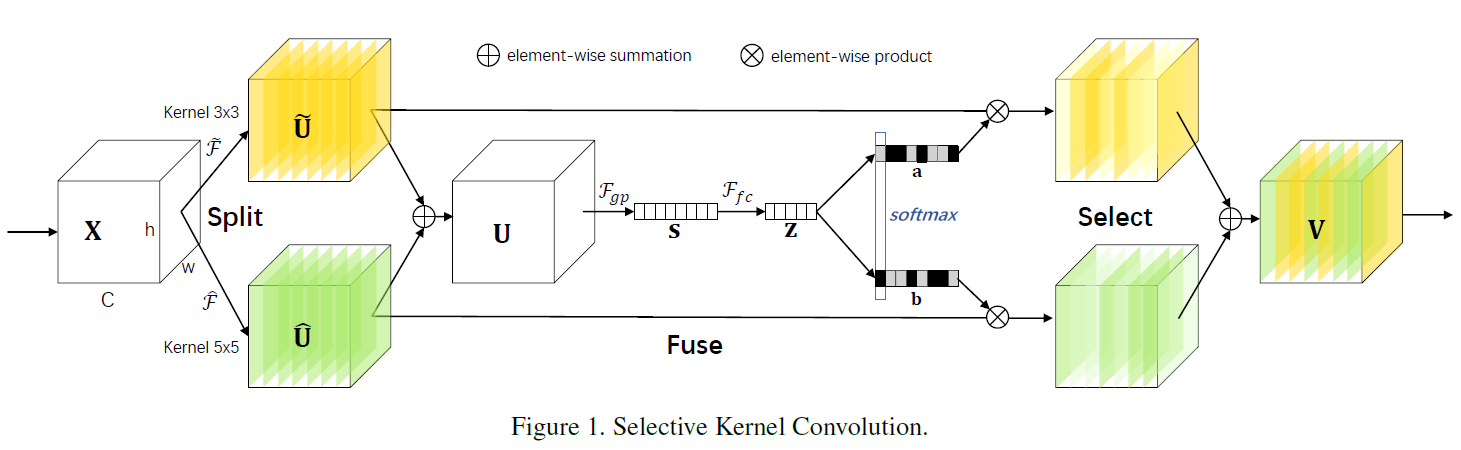 element-wise summation
element-wise product
Kernel 3x3
Ũ
𝓕̃
X
h
w
C
Split
𝓕̂
Kernel 5x5
Û
U
𝓕gp
S
𝓕fc
Z
a
softmax
b
Fuse
Select
V
Figure 1. Selective Kernel Convolution.